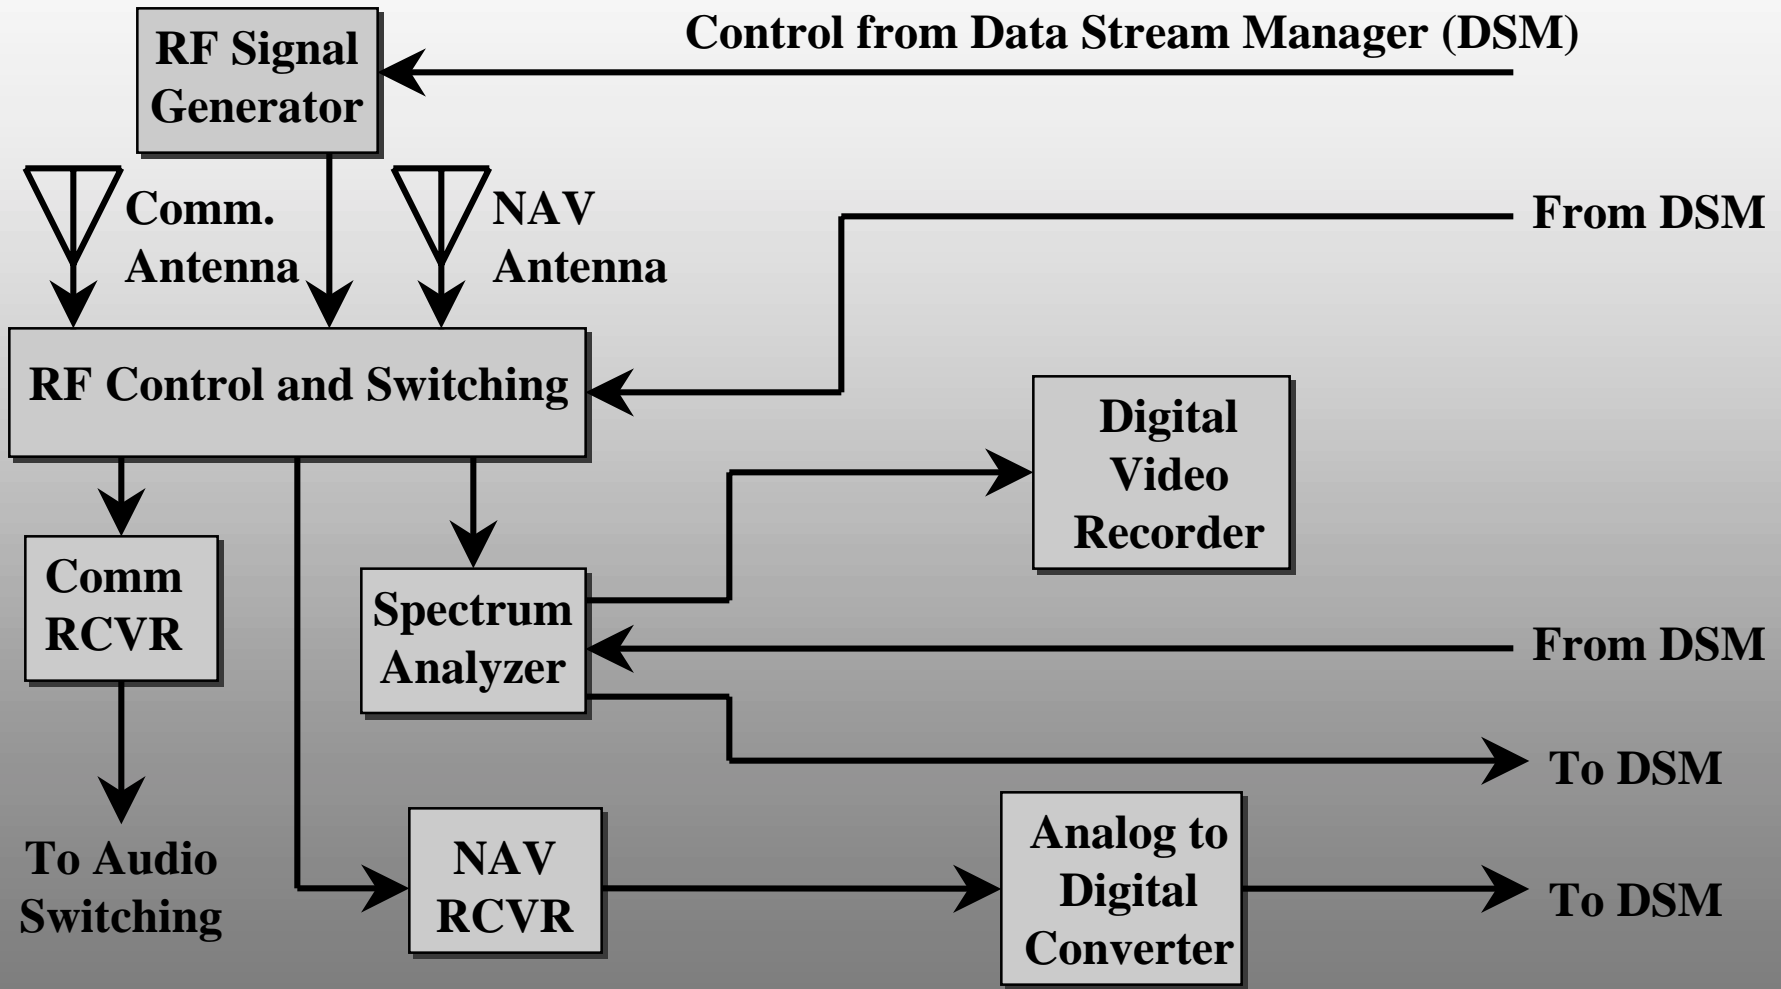 RF Signal
Generator
Control from Data Stream Manager (DSM)
Comm.
Antenna
NAV
Antenna
From DSM
RF Control and Switching
Digital
Video
Recorder
Comm
RCVR
Spectrum
Analyzer
From DSM
To DSM
To Audio
Switching
NAV
RCVR
Analog to
Digital
Converter
To DSM